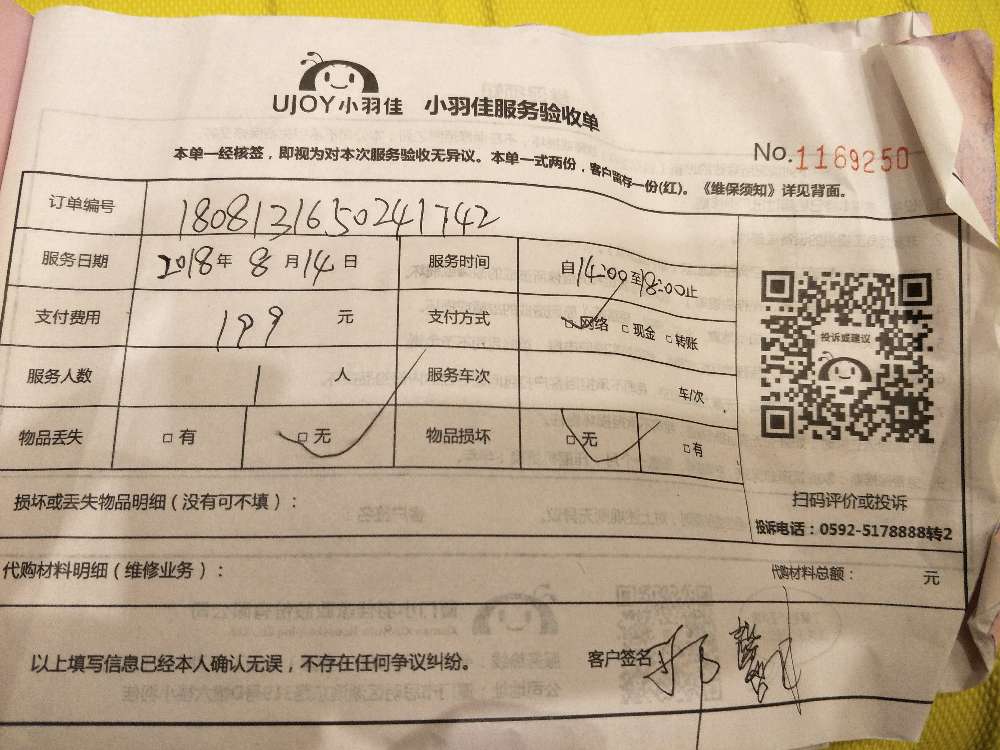 UJOY小羽佳 小羽佳服务验收单
本单一经核签，即视为对本次服务验收无异议。本单一式两份，客户留存一份(红)。《维保须知》详见背面。
No.1169250
订单编号 1808131650241742
服务日期 2018年 8月14日 服务时间 自14:00至18:00止
支付费用 199 元 支付方式 □网络 □现金 □转账
服务人数 1 人 服务车次 车/次
物品丢失 □有 □无 物品损坏 □无 □有
投诉或建议
扫码评价或投诉
投诉电话：0592-5178888转2
损坏或丢失物品明细（没有可不填）：
代购材料明细（维修业务）： 代购材料总额： 元
以上填写信息已经本人确认无误，不存在任何争议纠纷。 客户签名